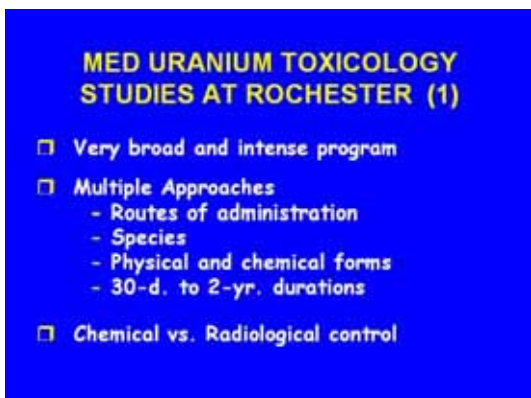 MED URANIUM TOXICOLOGY
STUDIES AT ROCHESTER (1)
Very broad and intense program
Multiple Approaches
- Routes of administration
- Species
- Physical and chemical forms
- 30-d. to 2-yr. durations
Chemical vs. Radiological control